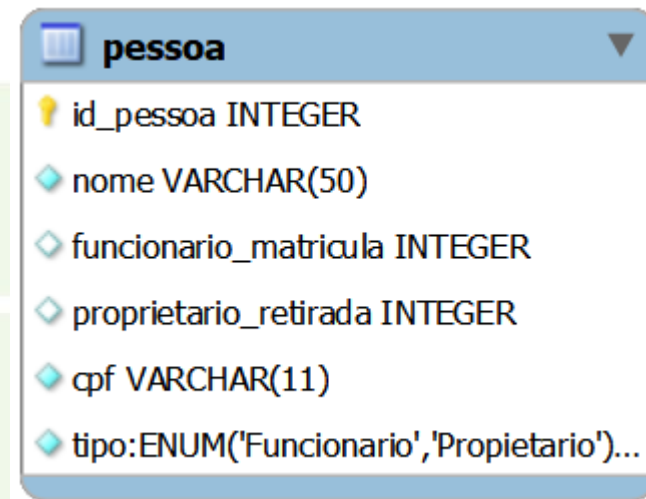 pessoa
id_pessoa INTEGER
nome VARCHAR(50)
funcionario_matricula INTEGER
proprietario_retirada INTEGER
cpf VARCHAR(11)
tipo:ENUM('Funcionario','Propietario')...